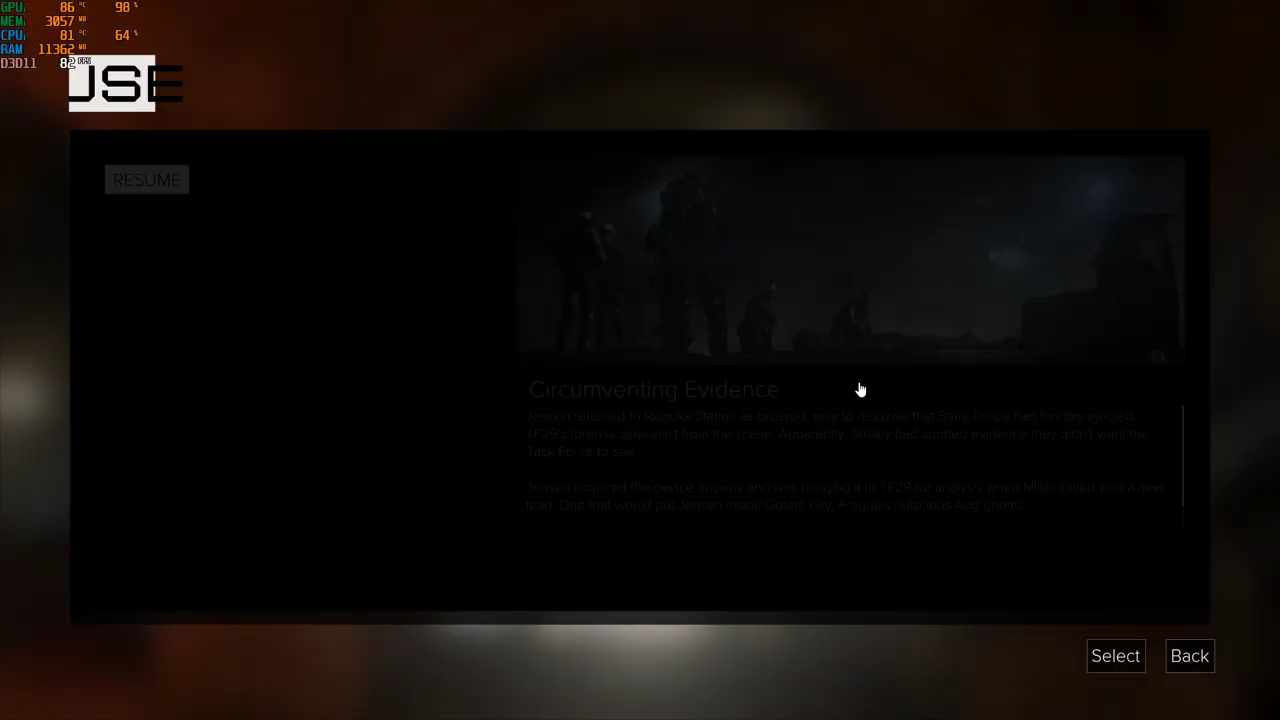 GPU 86 °C 98 %
MEM 3057 MB
CPU 81 °C 64 %
RAM 11362 MB
D3D11 82 FPS
USE
RESUME
Circumventing Evidence
Jensen returned to Ruzicka Station as ordered, only to discover that State Police had forcibly ejected
TF29's forensic specialist from the scene. Apparently, Smiley had spotted evidence they didn't want the
Task Force to see.
Jensen acquired the device anyway and was bringing it to TF29 for analysis when Miller called with a new
lead. One that would put Jensen inside Golem City, Prague's notorious Aug ghetto.
Select Back